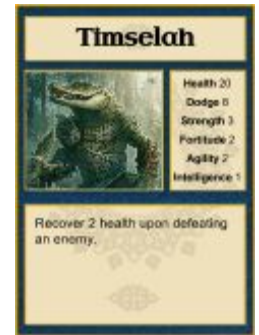 Timselah
Health 20
Dodge 8
Strength 3
Fortitude 2
Agility 2
Intelligence 1
Recover 2 health upon defeating
an enemy.